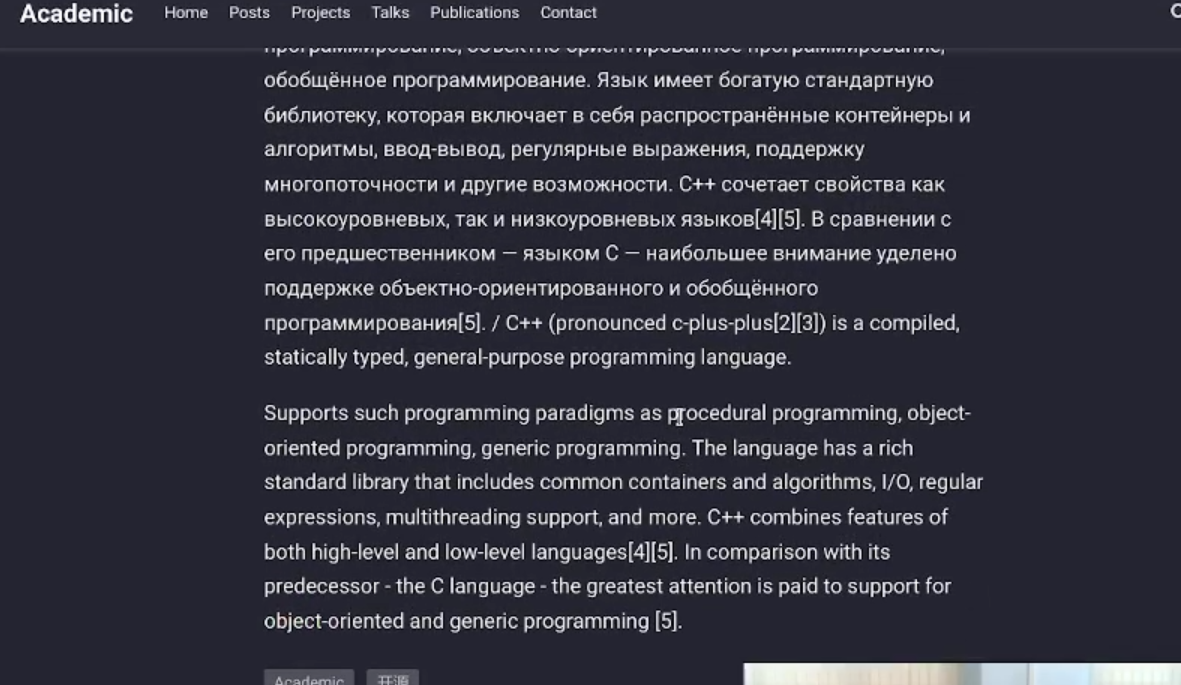 Academic
Home Posts Projects Talks Publications Contact
программирование, объектно-ориентированное программирование,
обобщённое программирование. Язык имеет богатую стандартную
библиотеку, которая включает в себя распространённые контейнеры и
алгоритмы, ввод-вывод, регулярные выражения, поддержку
многопоточности и другие возможности. C++ сочетает свойства как
высокоуровневых, так и низкоуровневых языков[4][5]. В сравнении с
его предшественником — языком C — наибольшее внимание уделено
поддержке объектно-ориентированного и обобщённого
программирования[5]. / C++ (pronounced c-plus-plus[2][3]) is a compiled,
statically typed, general-purpose programming language.
Supports such programming paradigms as procedural programming, object-
oriented programming, generic programming. The language has a rich
standard library that includes common containers and algorithms, I/O, regular
expressions, multithreading support, and more. C++ combines features of
both high-level and low-level languages[4][5]. In comparison with its
predecessor - the C language - the greatest attention is paid to support for
object-oriented and generic programming [5].
Academic 开源